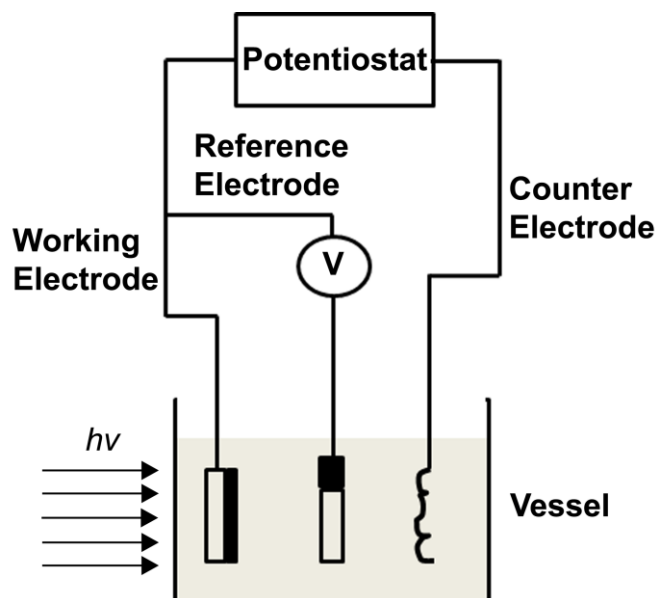 Potentiostat
Reference
Electrode
Counter
Electrode
Working
Electrode
V
hv
Vessel